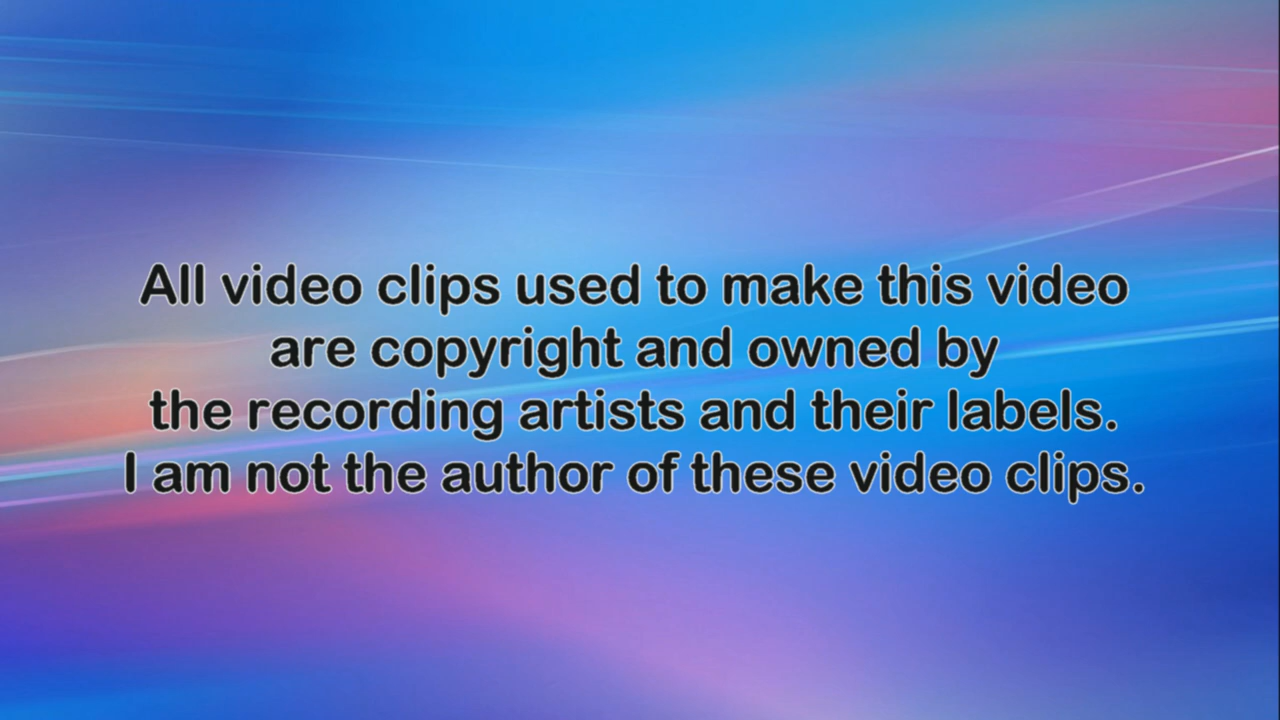 All video clips used to make this video
are copyright and owned by
the recording artists and their labels.
I am not the author of these video clips.